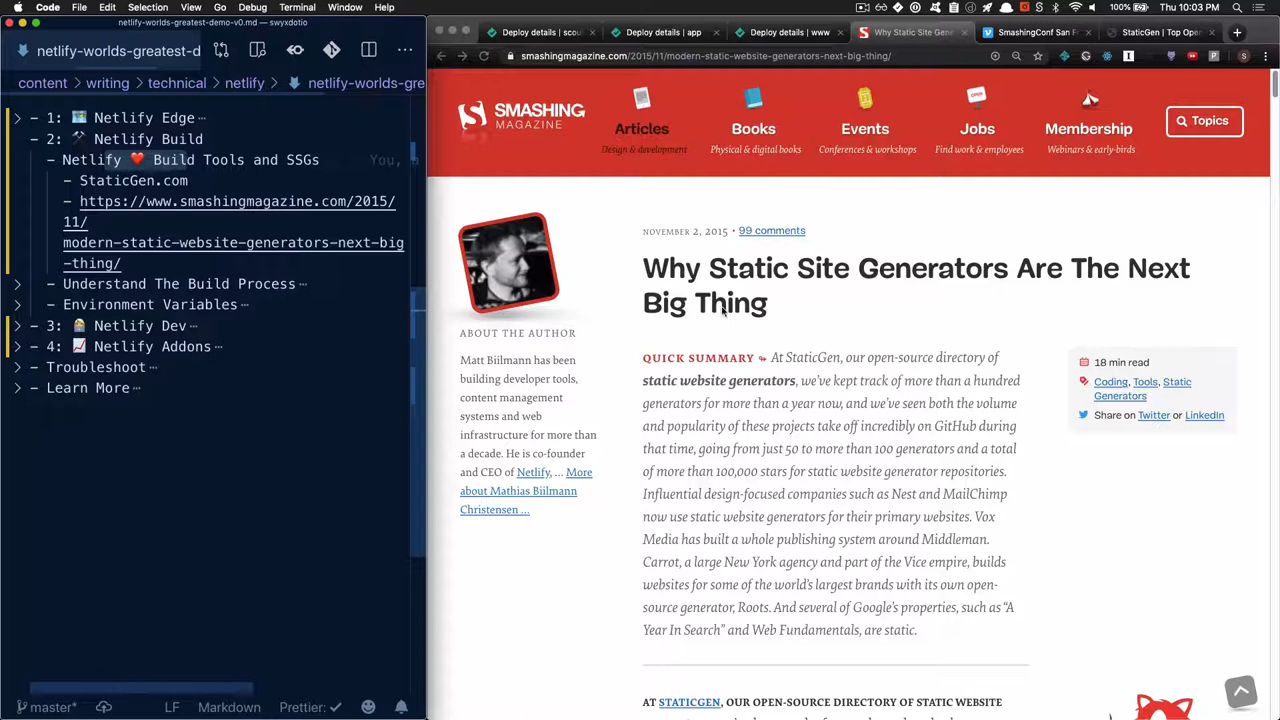 Code File Edit Selection View Go Debug Terminal Window Help
100% Thu 10:03 PM
netlify-worlds-greatest-demo-v0.md — swyxdotio
netlify-worlds-greatest-d
content › writing › technical › netlify › netlify-worlds-gre
– 1: 🗺 Netlify Edge…
– 2: ⚒ Netlify Build
– Netlify ❤️ Build Tools and SSGs
You, a
– StaticGen.com
– https://www.smashingmagazine.com/2015/
11/
modern-static-website-generators-next-big
-thing/
– Understand The Build Process…
– Environment Variables…
– 3: Netlify Dev…
– 4: 📈 Netlify Addons…
– Troubleshoot…
– Learn More…
master*
LF
Markdown
Prettier: ✓
Deploy details | scou
Deploy details | app
Deploy details | www
Why Static Site Gene
SmashingConf San F
StaticGen | Top Oper
smashingmagazine.com/2015/11/modern-static-website-generators-next-big-thing/
SMASHING
MAGAZINE
Articles
Design & development
Books
Physical & digital books
Events
Conferences & workshops
OPEN
Jobs
Find work & employees
Membership
Webinars & early-birds
Topics
NOVEMBER 2, 2015 • 99 comments
Why Static Site Generators Are The Next
Big Thing
ABOUT THE AUTHOR
Matt Biilmann has been
building developer tools,
content management
systems and web
infrastructure for more than
a decade. He is co-founder
and CEO of Netlify, … More
about Mathias Biilmann
Christensen …
QUICK SUMMARY ↬ At StaticGen, our open-source directory of
static website generators, we’ve kept track of more than a hundred
generators for more than a year now, and we’ve seen both the volume
and popularity of these projects take off incredibly on GitHub during
that time, going from just 50 to more than 100 generators and a total
of more than 100,000 stars for static website generator repositories.
Influential design-focused companies such as Nest and MailChimp
now use static website generators for their primary websites. Vox
Media has built a whole publishing system around Middleman.
Carrot, a large New York agency and part of the Vice empire, builds
websites for some of the world’s largest brands with its own open-
source generator, Roots. And several of Google’s properties, such as “A
Year In Search” and Web Fundamentals, are static.
18 min read
Coding, Tools, Static
Generators
Share on Twitter or LinkedIn
AT STATICGEN, OUR OPEN-SOURCE DIRECTORY OF STATIC WEBSITE